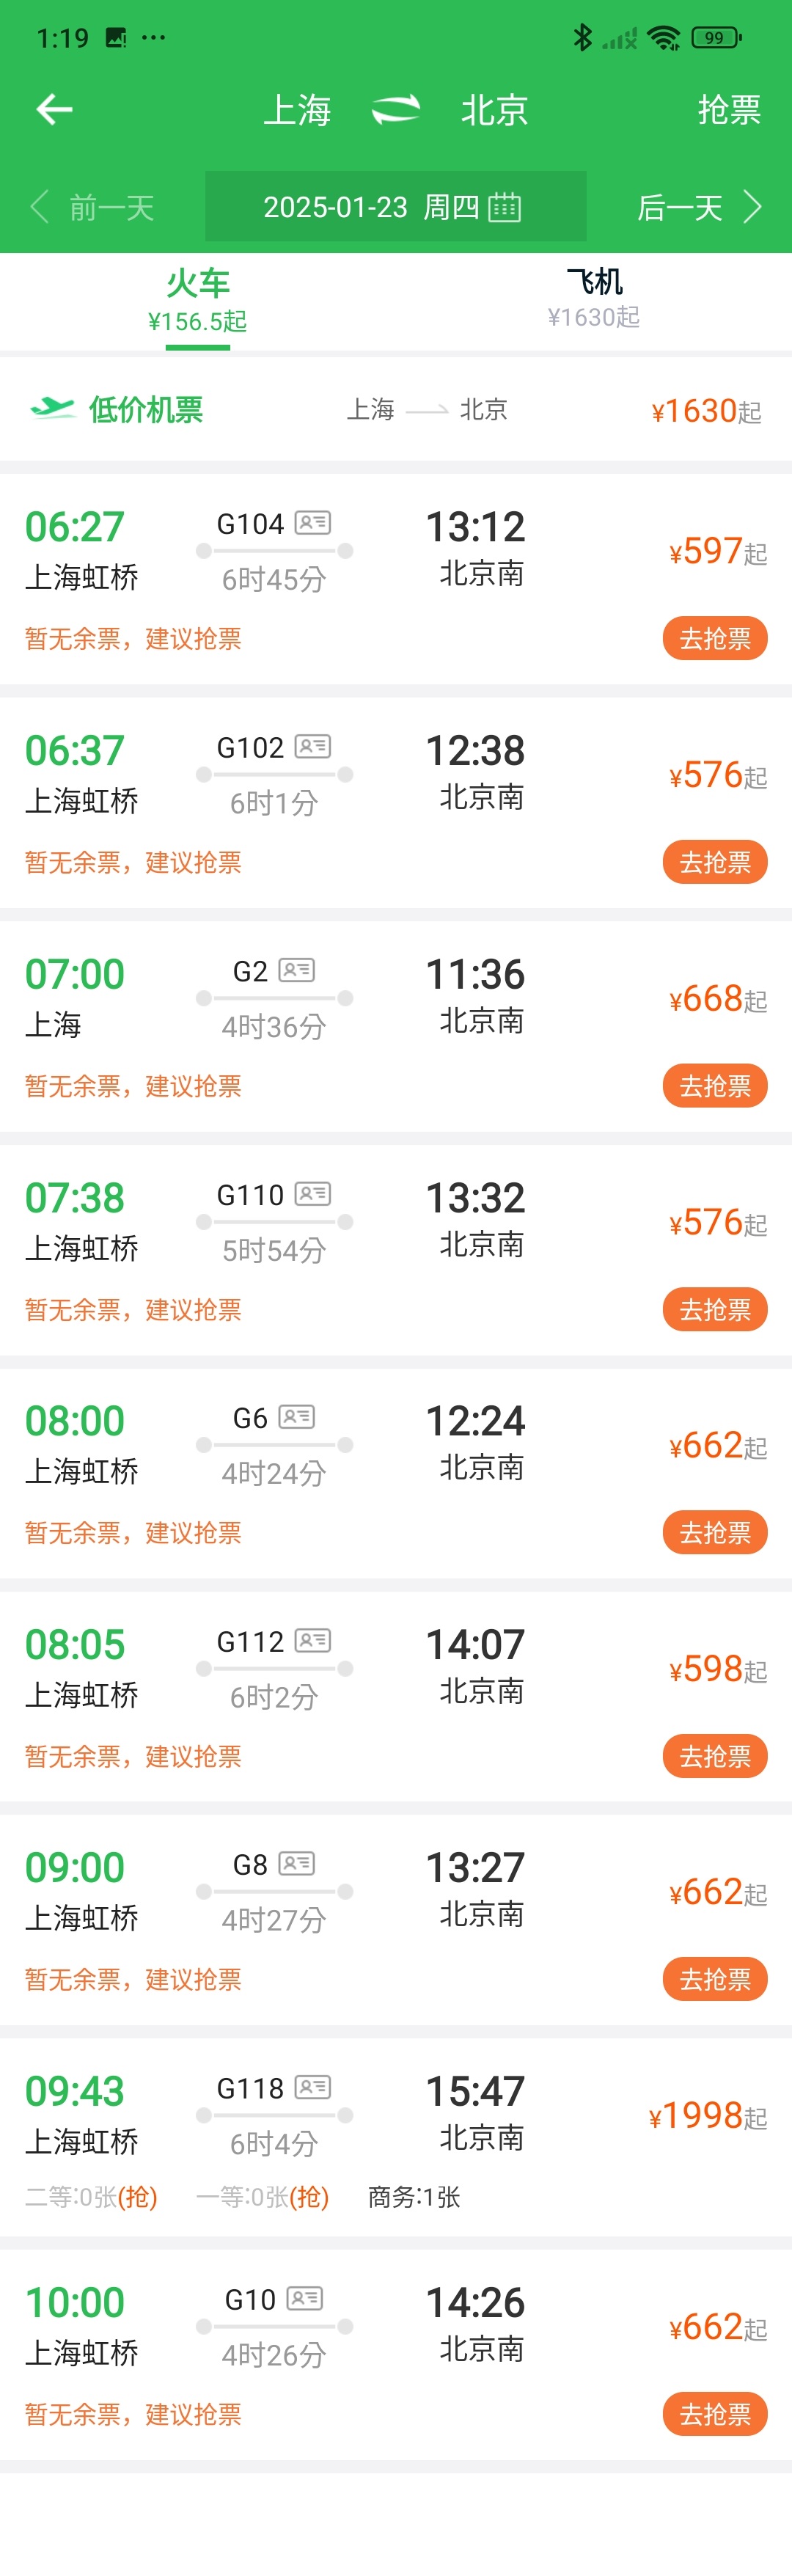 1:19 ... 99
上海 北京 抢票
前一天 2025-01-23 周四 后一天
火车 飞机
¥156.5起 ¥1630起
低价机票 上海 北京 ¥1630起
06:27 G104 13:12 ¥597起
上海虹桥 6时45分 北京南
暂无余票，建议抢票 去抢票
06:37 G102 12:38 ¥576起
上海虹桥 6时1分 北京南
暂无余票，建议抢票 去抢票
07:00 G2 11:36 ¥668起
上海 4时36分 北京南
暂无余票，建议抢票 去抢票
07:38 G110 13:32 ¥576起
上海虹桥 5时54分 北京南
暂无余票，建议抢票 去抢票
08:00 G6 12:24 ¥662起
上海虹桥 4时24分 北京南
暂无余票，建议抢票 去抢票
08:05 G112 14:07 ¥598起
上海虹桥 6时2分 北京南
暂无余票，建议抢票 去抢票
09:00 G8 13:27 ¥662起
上海虹桥 4时27分 北京南
暂无余票，建议抢票 去抢票
09:43 G118 15:47 ¥1998起
上海虹桥 6时4分 北京南
二等:0张(抢) 一等:0张(抢) 商务:1张
10:00 G10 14:26 ¥662起
上海虹桥 4时26分 北京南
暂无余票，建议抢票 去抢票